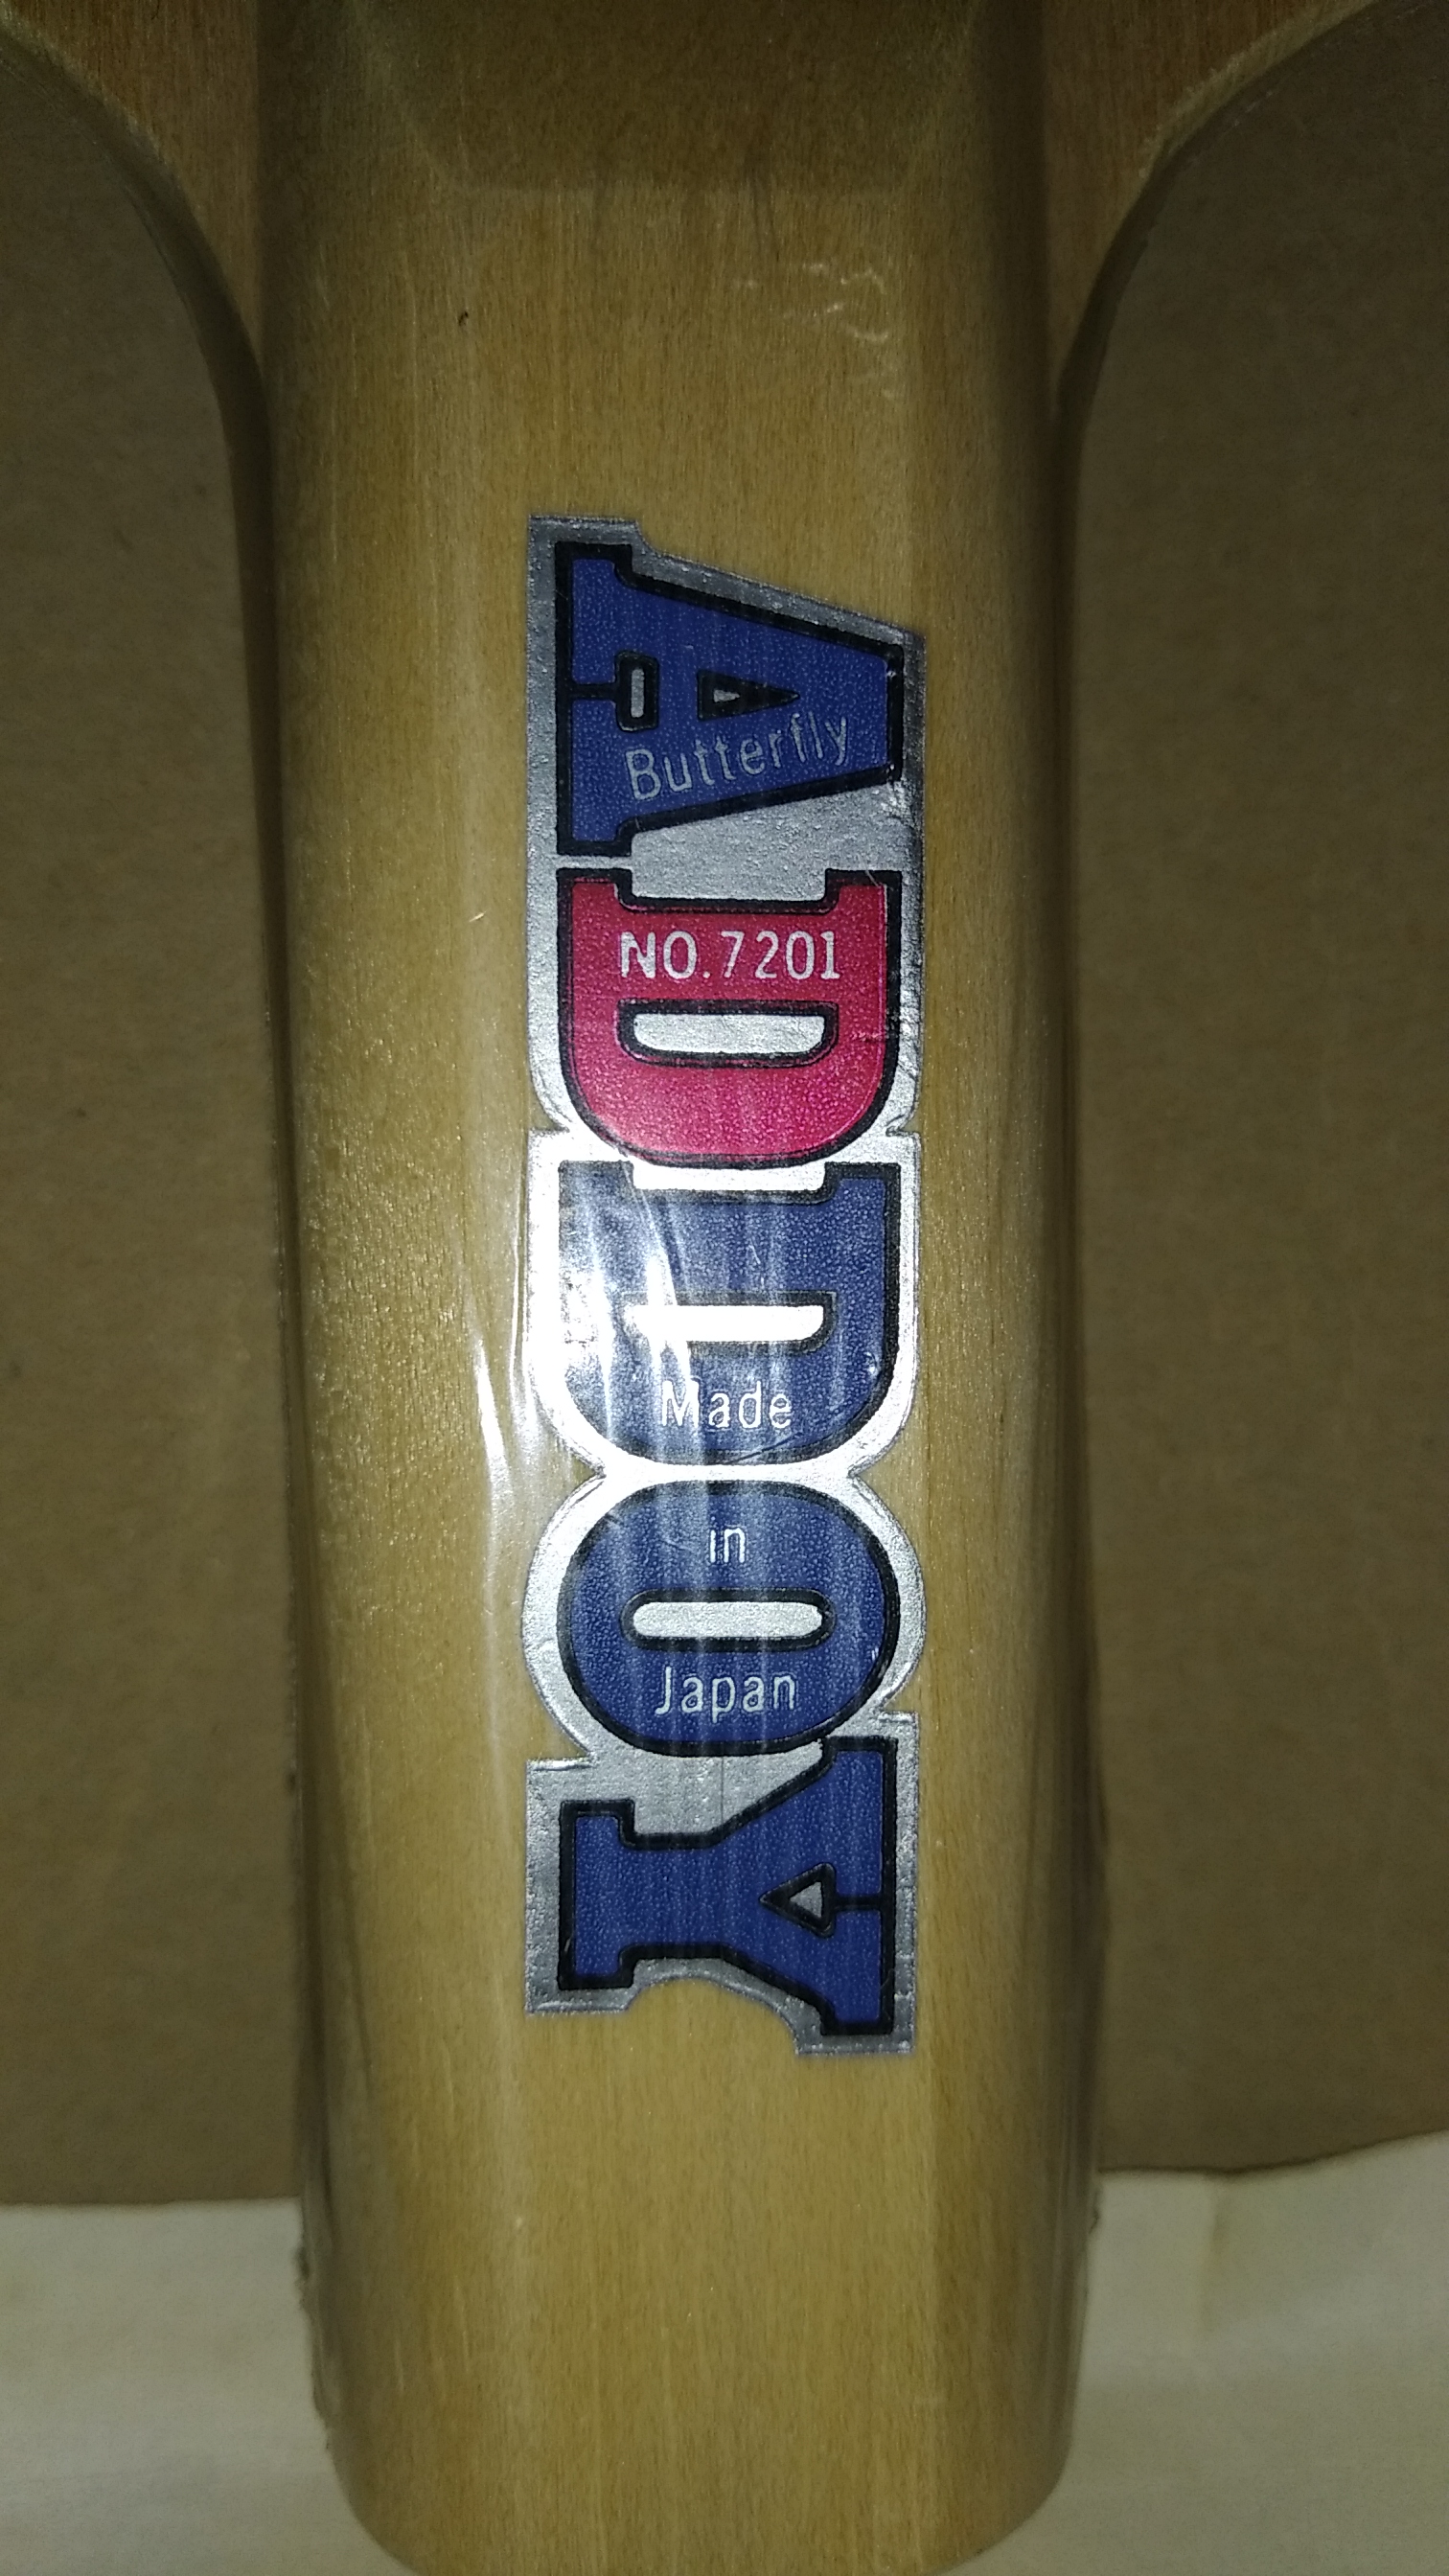 ADDOY
Butterfly
NO.7201
Made
in
Japan